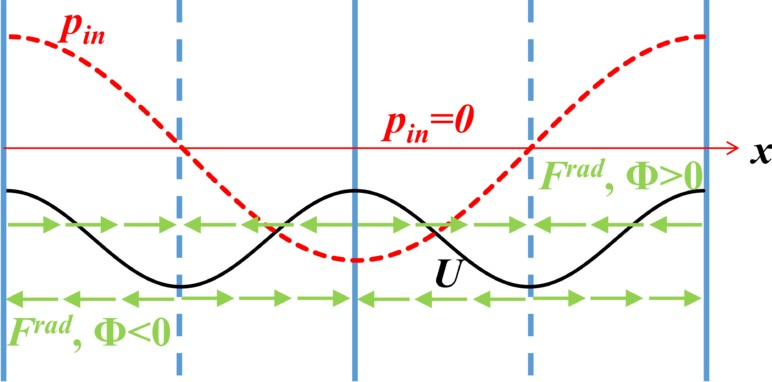 p_in
p_in=0
x
F^rad, Φ>0
U
F^rad, Φ<0